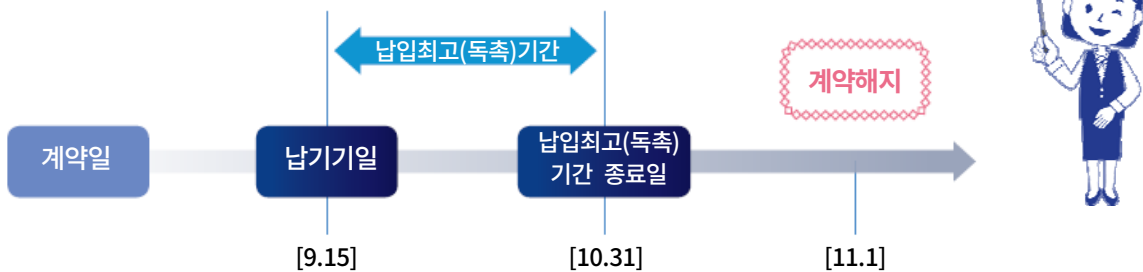 납입최고(독촉)기간
계약해지
계약일
납기기일
납입최고(독촉)
기간 종료일
[9.15]
[10.31]
[11.1]